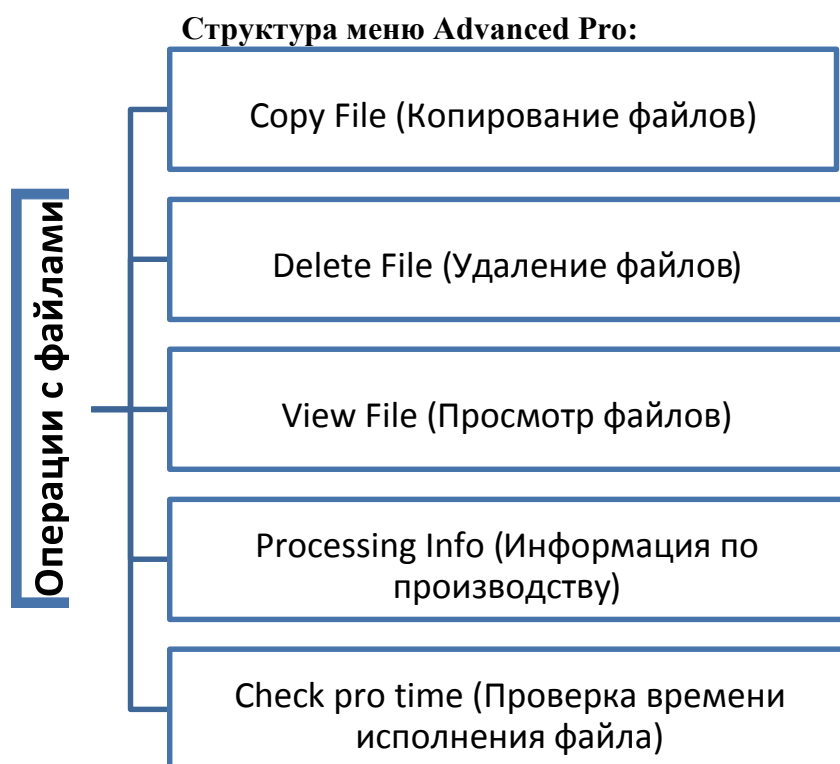 Структура меню Advanced Pro:
Операции с файлами
Copy File (Копирование файлов)
Delete File (Удаление файлов)
View File (Просмотр файлов)
Processing Info (Информация по
производству)
Check pro time (Проверка времени
исполнения файла)